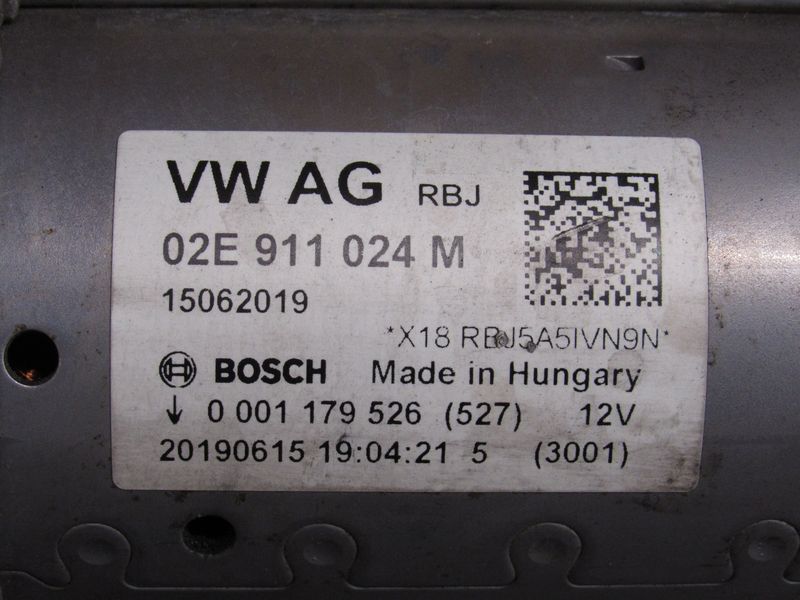 VW AG RBJ
02E 911 024 M
15062019
*X18 RBJ5A5IVN9N*
BOSCH Made in Hungary
↓ 0 001 179 526 (527) 12V
20190615 19:04:21 5 (3001)